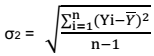 σ2 = √(∑ⁿᵢ₌₁(Yi−Y̅)² / n−1)